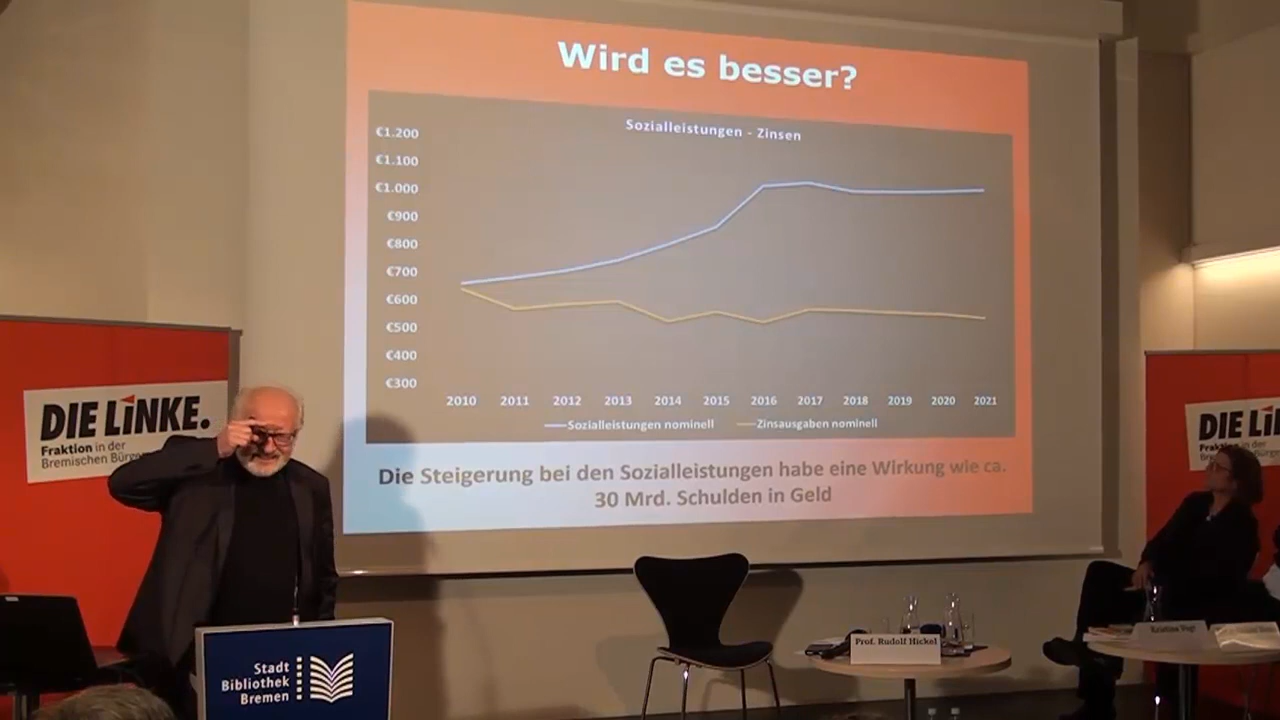 Wird es besser?
Sozialleistungen - Zinsen
€1.200
€1.100
€1.000
€900
€800
€700
€600
€500
€400
€300
2010 2011 2012 2013 2014 2015 2016 2017 2018 2019 2020 2021
Sozialleistungen nominell Zinsausgaben nominell
Die Steigerung bei den Sozialleistungen habe eine Wirkung wie ca.
30 Mrd. Schulden in Geld
DIE LINKE.
Fraktion in der
Bremischen Bürger
Stadt
Bibliothek
Bremen
Prof. Rudolf Hickel
DIE LI
Fraktion in der
Bremischen Bürger